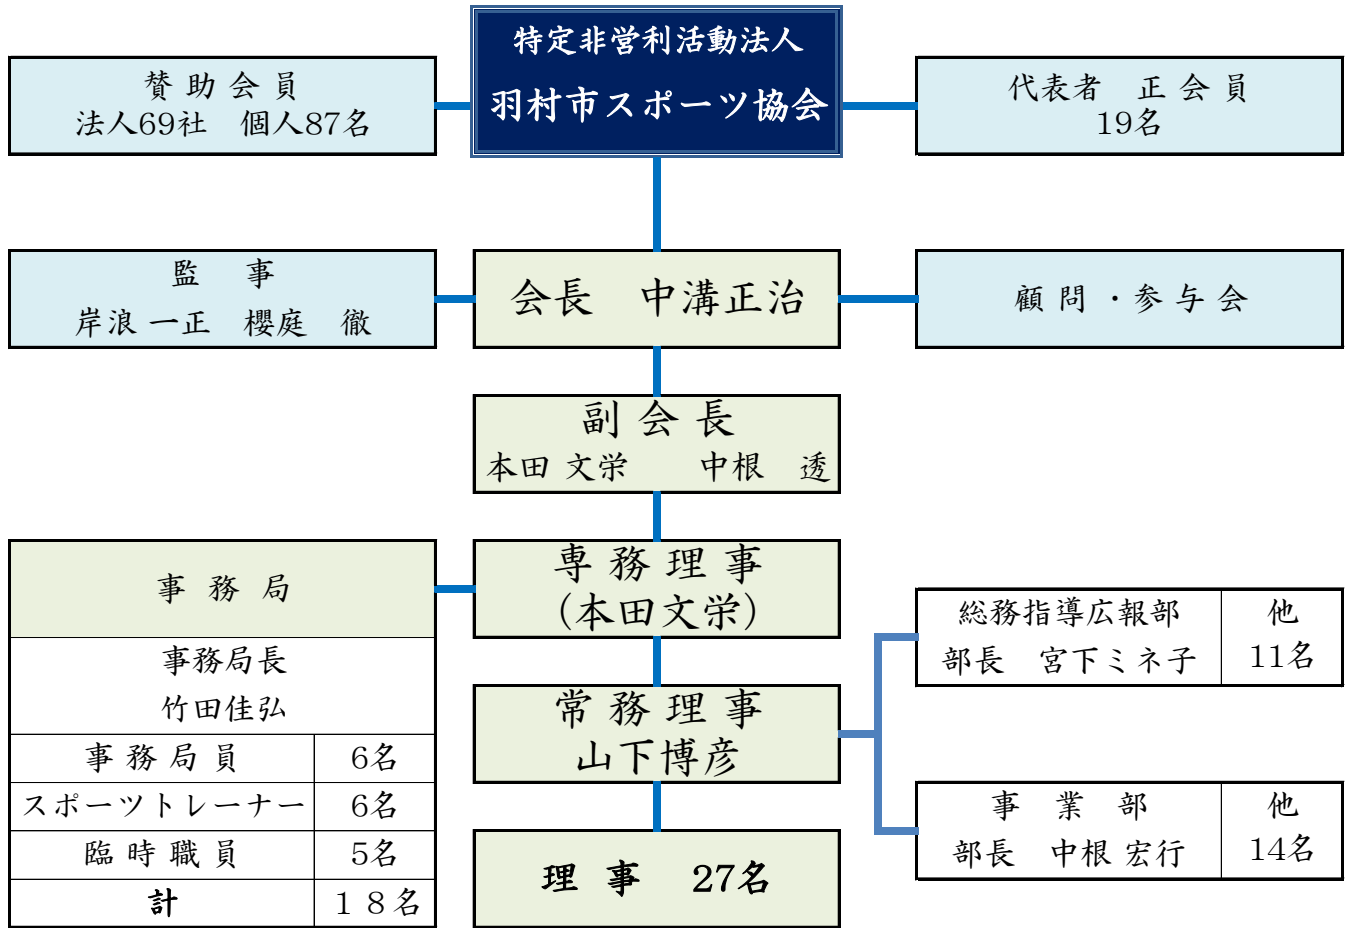 特定非営利活動法人
羽村市スポーツ協会
賛助会員
法人69社　個人87名
代表者　正会員
19名
監　事
岸浪 一正　櫻庭　徹
会長　中溝正治
顧問・参与会
副会長
本田 文栄　　中根　透
事務局
事務局長
竹田佳弘
事務局員　6名
スポーツトレーナー　6名
臨時職員　5名
計　１８名
専務理事
(本田文栄)
常務理事
山下博彦
理事　27名
総務指導広報部　他
部長　宮下ミネ子　11名
事業部　他
部長　中根 宏行　14名